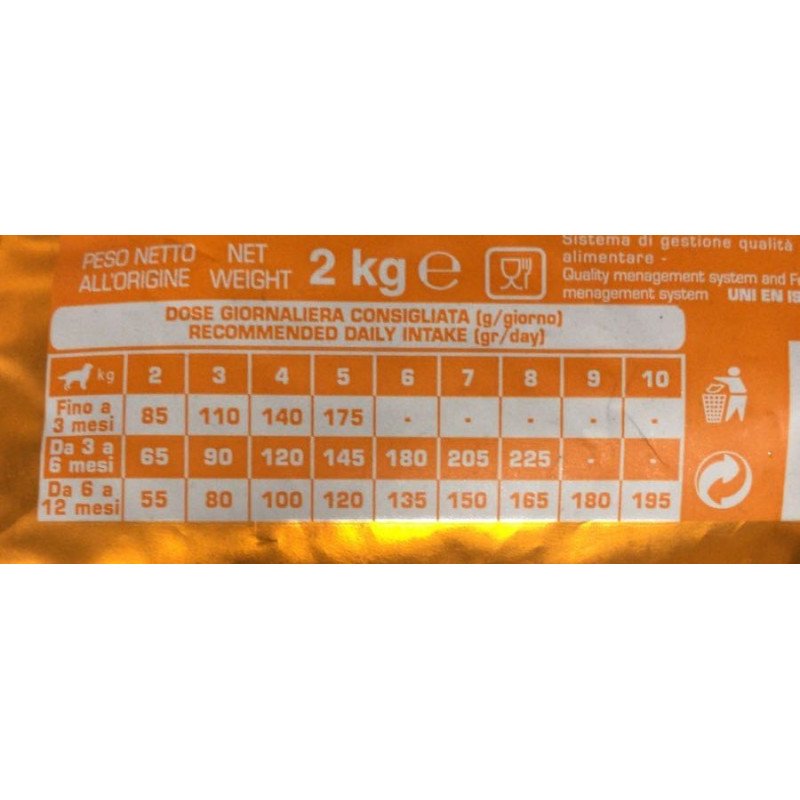 PESO NETTO ALL'ORIGINE NET WEIGHT 2 kg ℮
Sistema di gestione qualità
alimentare -
Quality menagement system and
menagement system UNI EN
DOSE GIORNALIERA CONSIGLIATA (g/giorno)
RECOMMENDED DAILY INTAKE (gr/day)
kg 2 3 4 5 6 7 8 9 10
Fino a 3 mesi 85 110 140 175 - - - - -
Da 3 a 6 mesi 65 90 120 145 180 205 225 - -
Da 6 a 12 mesi 55 80 100 120 135 150 165 180 195